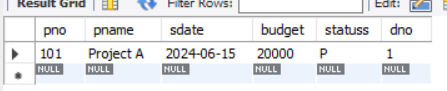 Result Grid Filter Rows: Edit:
pno pname sdate budget statuss dno
101 Project A 2024-06-15 20000 P 1
NULL NULL NULL NULL NULL NULL